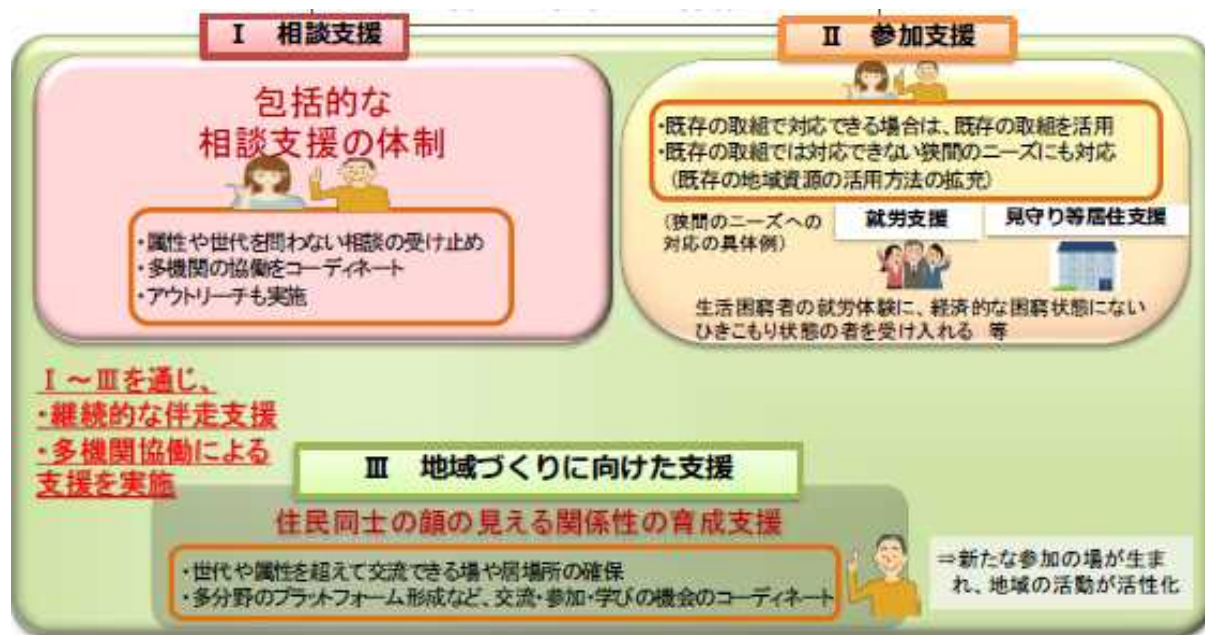 Ⅰ 相談支援
包括的な
相談支援の体制
・属性や世代を問わない相談の受け止め
・多機関の協働をコーディネート
・アウトリーチも実施
Ⅱ 参加支援
・既存の取組で対応できる場合は、既存の取組を活用
・既存の取組では対応できない狭間のニーズにも対応
（既存の地域資源の活用方法の拡充）
（狭間のニーズへの
対応の具体例）
就労支援
見守り等居住支援
生活困窮者の就労体験に、経済的な困窮状態にない
ひきこもり状態の者を受け入れる 等
Ⅰ～Ⅲを通じ、
・継続的な伴走支援
・多機関協働による
支援を実施
Ⅲ 地域づくりに向けた支援
住民同士の顔の見える関係性の育成支援
・世代や属性を超えて交流できる場や居場所の確保
・多分野のプラットフォーム形成など、交流・参加・学びの機会のコーディネート
⇒新たな参加の場が生ま
れ、地域の活動が活性化